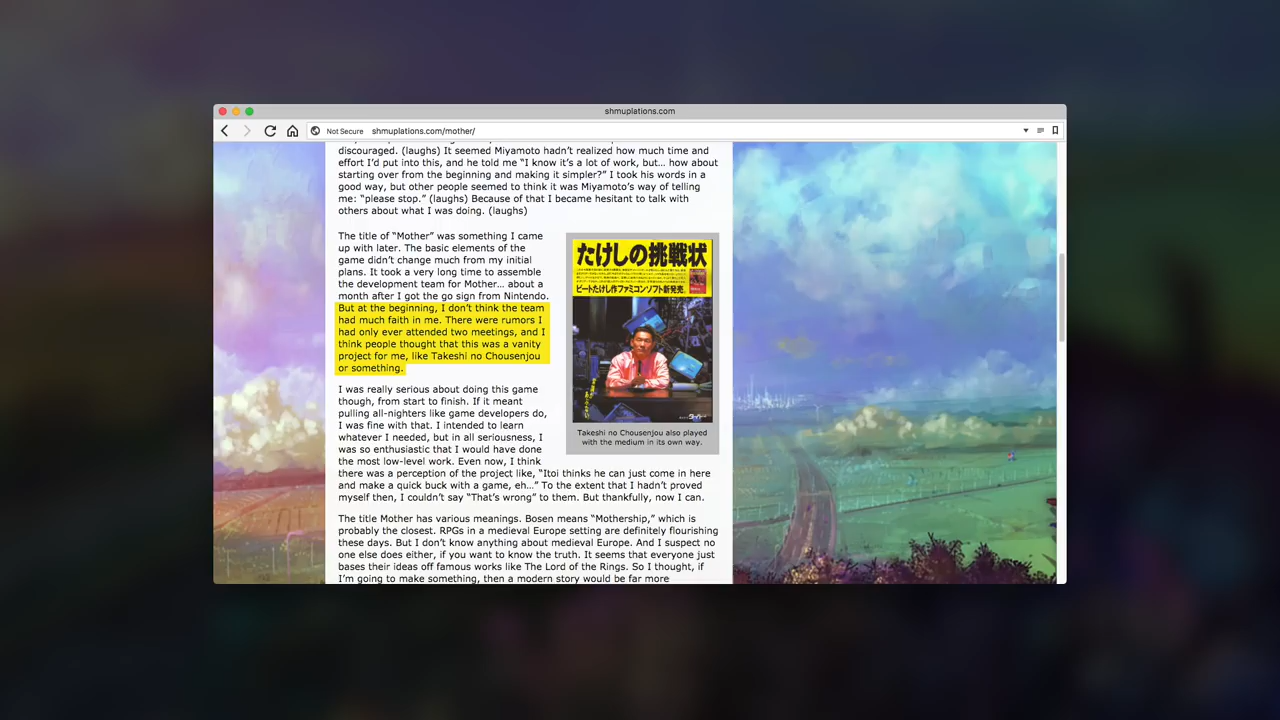 shmuplations.com
Not Secure shmuplations.com/mother/
discouraged. (laughs) It seemed Miyamoto hadn't realized how much time and
effort I'd put into this, and he told me “I know it's a lot of work, but… how about
starting over from the beginning and making it simpler?” I took his words in a
good way, but other people seemed to think it was Miyamoto's way of telling
me: “please stop.” (laughs) Because of that I became hesitant to talk with
others about what I was doing. (laughs)
The title of “Mother” was something I came
up with later. The basic elements of the
game didn't change much from my initial
plans. It took a very long time to assemble
the development team for Mother… about a
month after I got the go sign from Nintendo.
But at the beginning, I don't think the team
had much faith in me. There were rumors I
had only ever attended two meetings, and I
think people thought that this was a vanity
project for me, like Takeshi no Chousenjou
or something.
たけしの挑戦状
ビートたけし作ファミコンソフト新発売
Takeshi no Chousenjou also played
with the medium in its own way.
I was really serious about doing this game
though, from start to finish. If it meant
pulling all-nighters like game developers do,
I was fine with that. I intended to learn
whatever I needed, but in all seriousness, I
was so enthusiastic that I would have done
the most low-level work. Even now, I think
there was a perception of the project like, “Itoi thinks he can just come in here
and make a quick buck with a game, eh…” To the extent that I hadn't proved
myself then, I couldn't say “That's wrong” to them. But thankfully, now I can.
The title Mother has various meanings. Bosen means “Mothership,” which is
probably the closest. RPGs in a medieval Europe setting are definitely flourishing
these days. But I don't know anything about medieval Europe. And I suspect no
one else does either, if you want to know the truth. It seems that everyone just
bases their ideas off famous works like The Lord of the Rings. So I thought, if
I'm going to make something, then a modern story would be far more